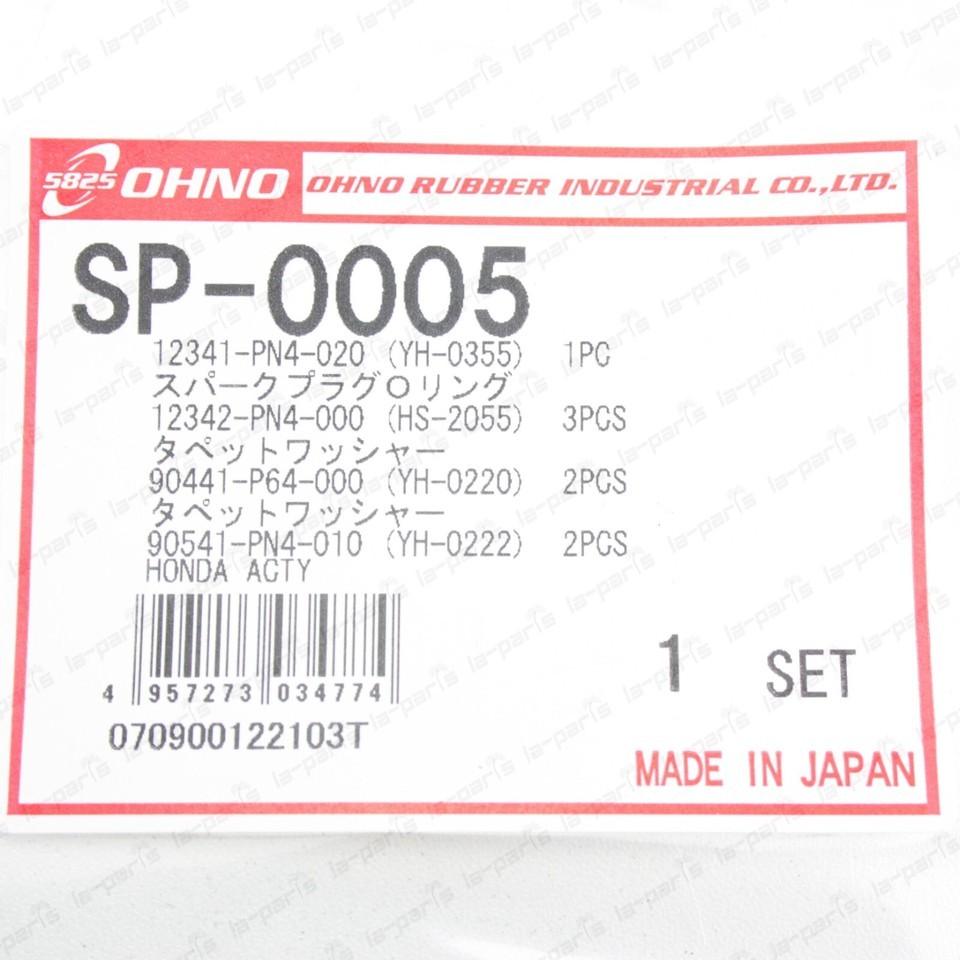 5825 OHNO OHNO RUBBER INDUSTRIAL CO.,LTD.
SP-0005
12341-PN4-020 (YH-0355) 1PC
スパークプラグOリング
12342-PN4-000 (HS-2055) 3PCS
タペットワッシャー
90441-P64-000 (YH-0220) 2PCS
タペットワッシャー
90541-PN4-010 (YH-0222) 2PCS
HONDA ACTY
4 957273 034774
070900122103T
1 SET
MADE IN JAPAN
la-parts